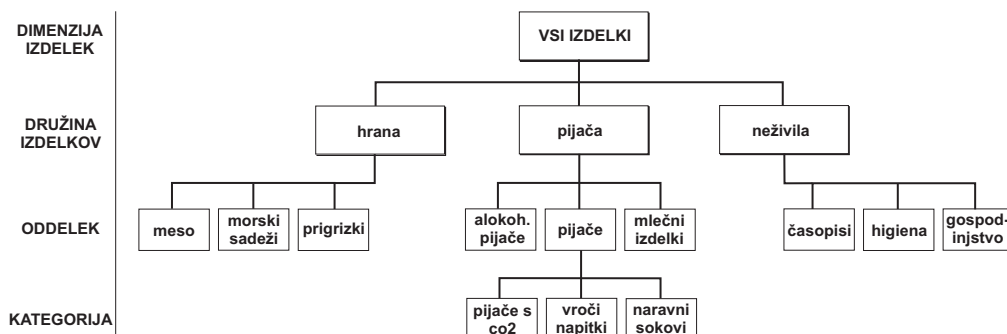 DIMENZIJA
IZDELEK
VSI IZDELKI
DRUŽINA
IZDELKOV
hrana
pijača
neživila
ODDELEK
meso
morski
sadeži
prigrizki
alokoh.
pijače
pijače
mlečni
izdelki
časopisi
higiena
gospod-
injstvo
KATEGORIJA
pijače s
co2
vroči
napitki
naravni
sokovi